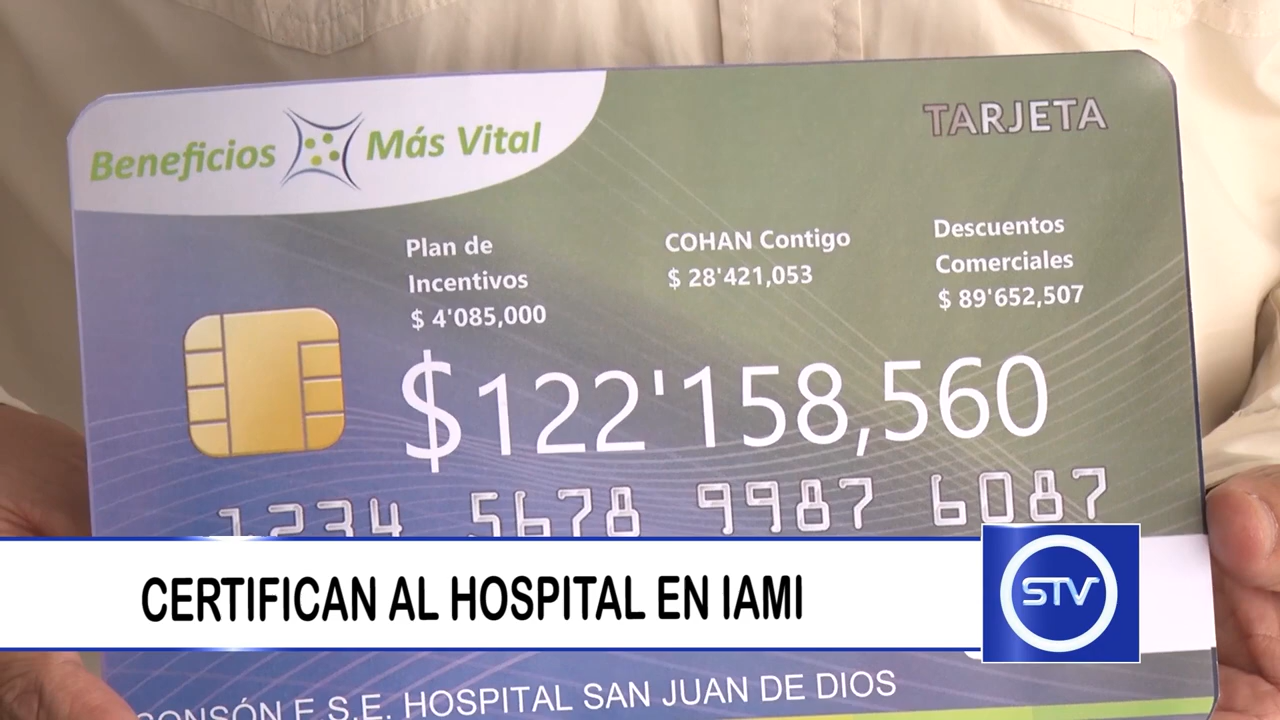 Beneficios Más Vital
TARJETA
Plan de
Incentivos
$ 4'085,000
COHAN Contigo
$ 28'421,053
Descuentos
Comerciales
$ 89'652,507
$122'158,560
1234 5678 9987 6087
CERTIFICAN AL HOSPITAL EN IAMI
STV
E.S.E. HOSPITAL SAN JUAN DE DIOS